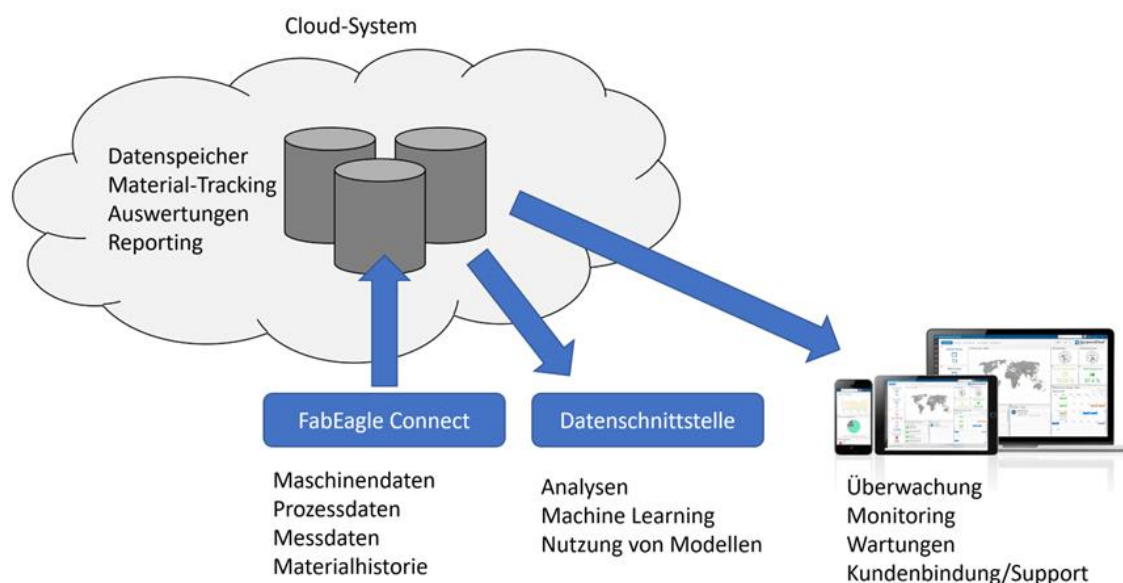 Cloud-System
Datenspeicher
Material-Tracking
Auswertungen
Reporting
FabEagle Connect
Datenschnittstelle
Maschinendaten
Prozessdaten
Messdaten
Materialhistorie
Analysen
Machine Learning
Nutzung von Modellen
Überwachung
Monitoring
Wartungen
Kundenbindung/Support